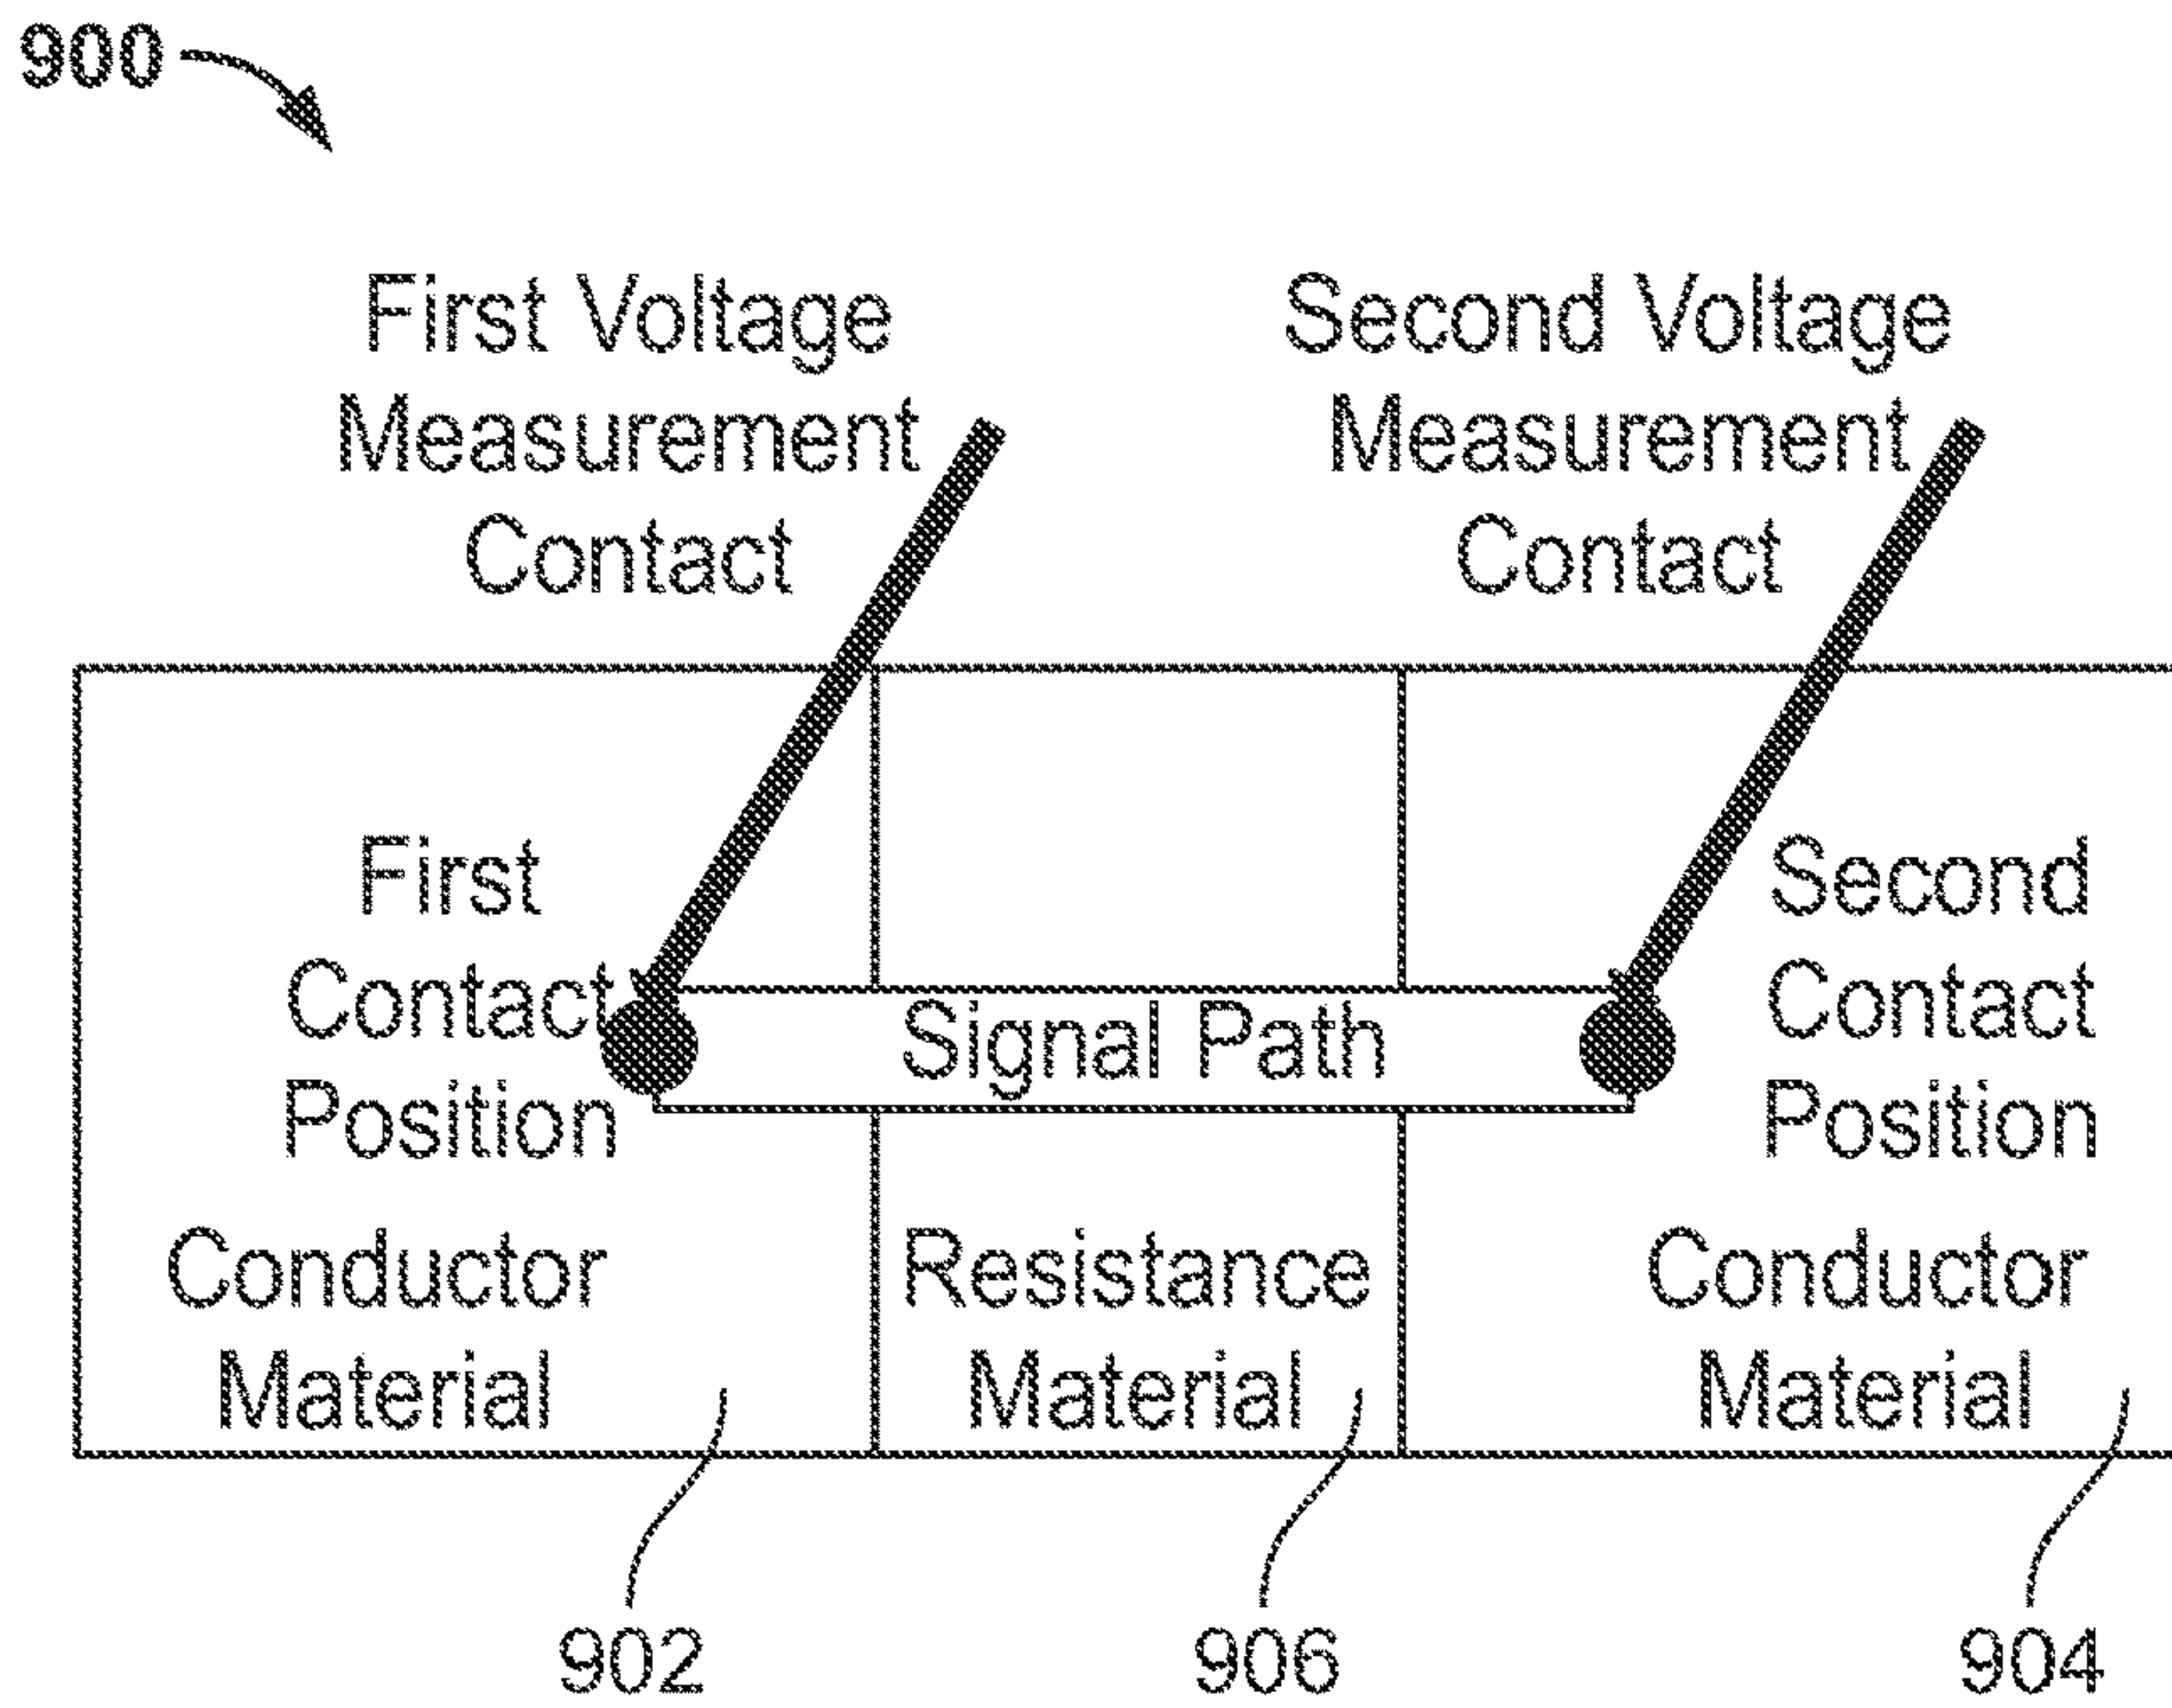 900
First Voltage
Measurement
Contact
Second Voltage
Measurement
Contact
First
Contact
Position
Signal Path
Second
Contact
Position
Conductor
Material
Resistance
Material
Conductor
Material
902
906
904